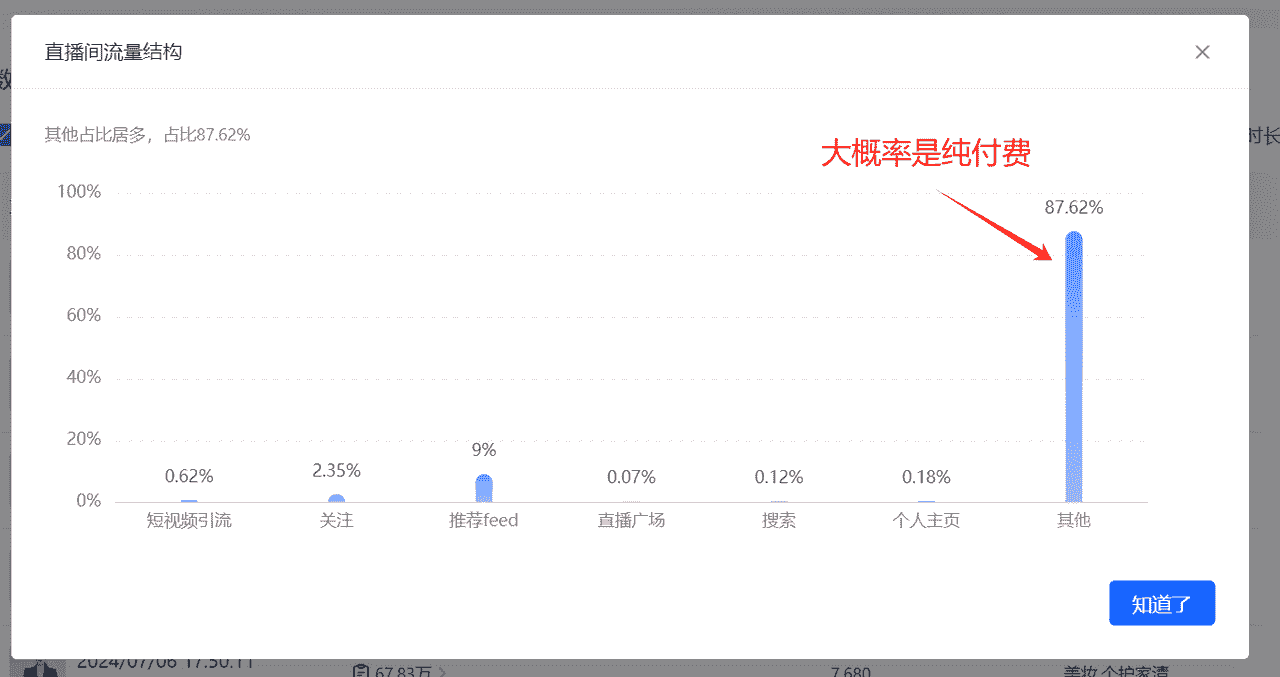 直播间流量结构
数
其他占比居多，占比87.62%
时长
大概率是纯付费
100%
87.62%
80%
60%
40%
20%
9%
0.62%
2.35%
0.07%
0.12%
0.18%
0%
短视频引流
关注
推荐feed
直播广场
搜索
个人主页
其他
知道了
2024/07/06 17:50:11
67.83万
7,680
美妆,个护家清